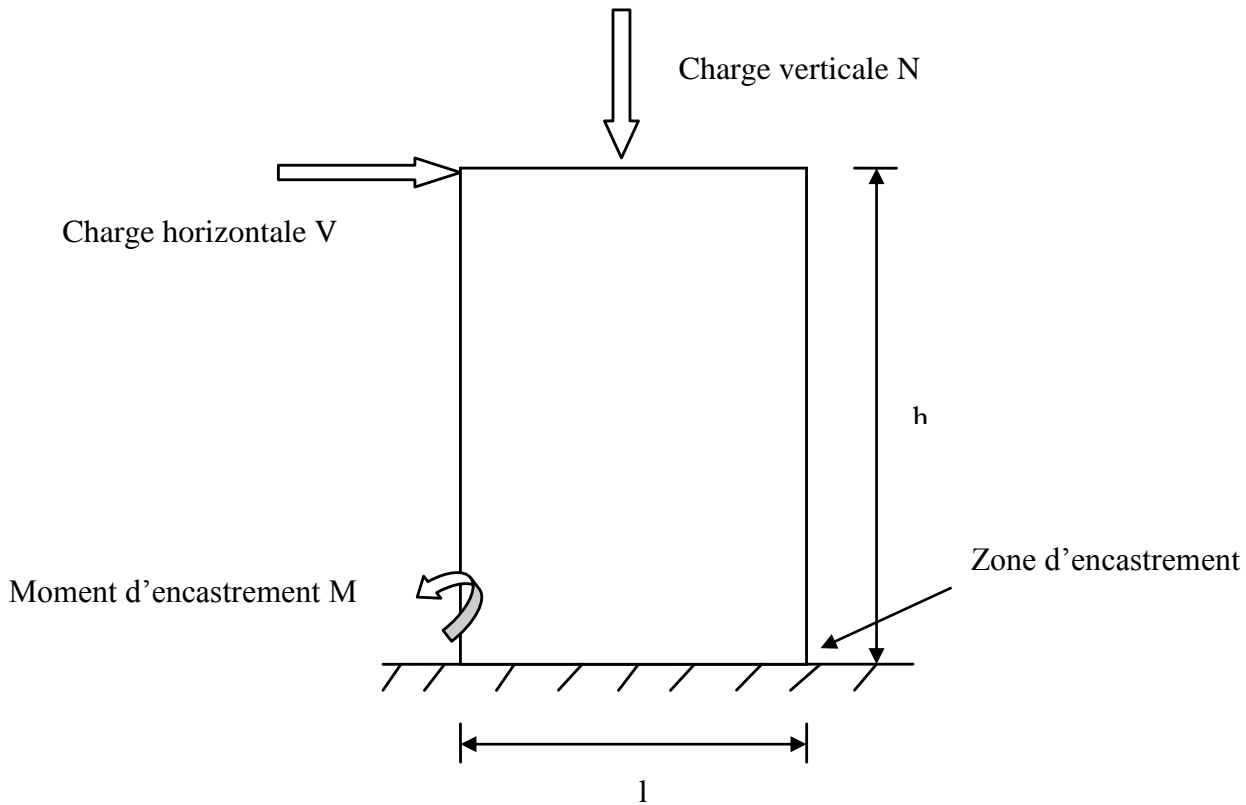 Charge verticale N
Charge horizontale V
h
Zone d'encastrement
Moment d'encastrement M
l